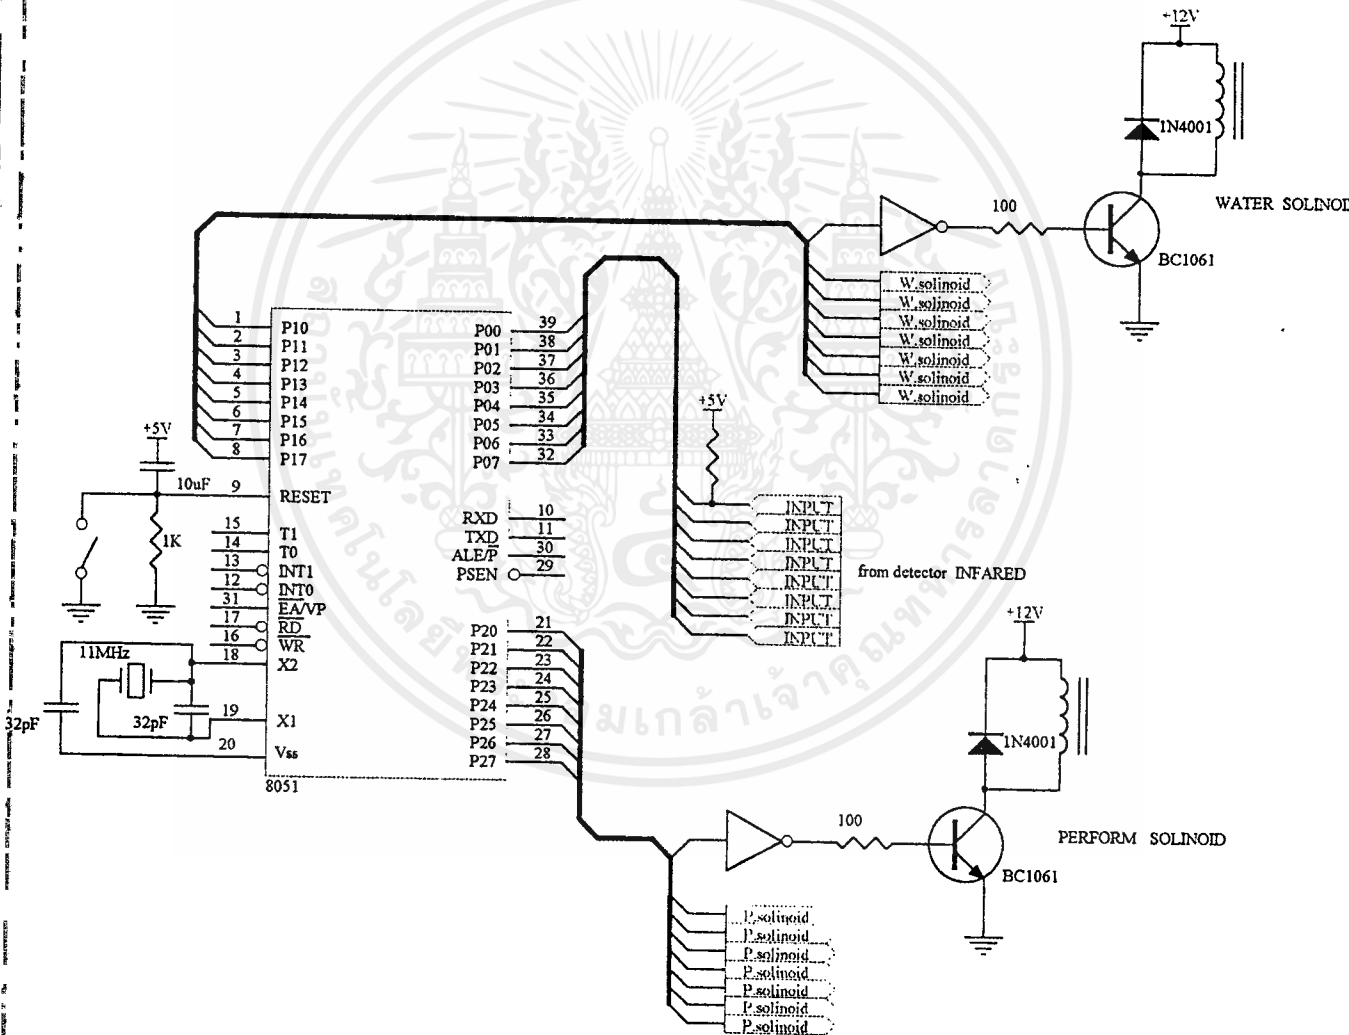 +12V
1N4001
100
WATER SOLINOID
BC1061
W.solinoid
W.solinoid
W.solinoid
W.solinoid
W.solinoid
W.solinoid
W.solinoid
1
2
3
4
5
6
7
8
P10
P11
P12
P13
P14
P15
P16
P17
P00
P01
P02
P03
P04
P05
P06
P07
39
38
37
36
35
34
33
32
+5V
10uF
9
RESET
1K
15
14
13
12
31
17
16
18
T1
T0
INT1
INT0
EA/VP
RD
WR
X2
RXD
TXD
ALE/P
PSEN
10
11
30
29
+5V
INPUT
INPUT
INPUT
INPUT
INPUT
INPUT
INPUT
INPUT
from detector INFARED
11MHz
32pF
32pF
19
X1
20
Vss
8051
P20
P21
P22
P23
P24
P25
P26
P27
21
22
23
24
25
26
27
28
+12V
1N4001
100
PERFORM SOLINOID
BC1061
P.solinoid
P.solinoid
P.solinoid
P.solinoid
P.solinoid
P.solinoid
P.solinoid